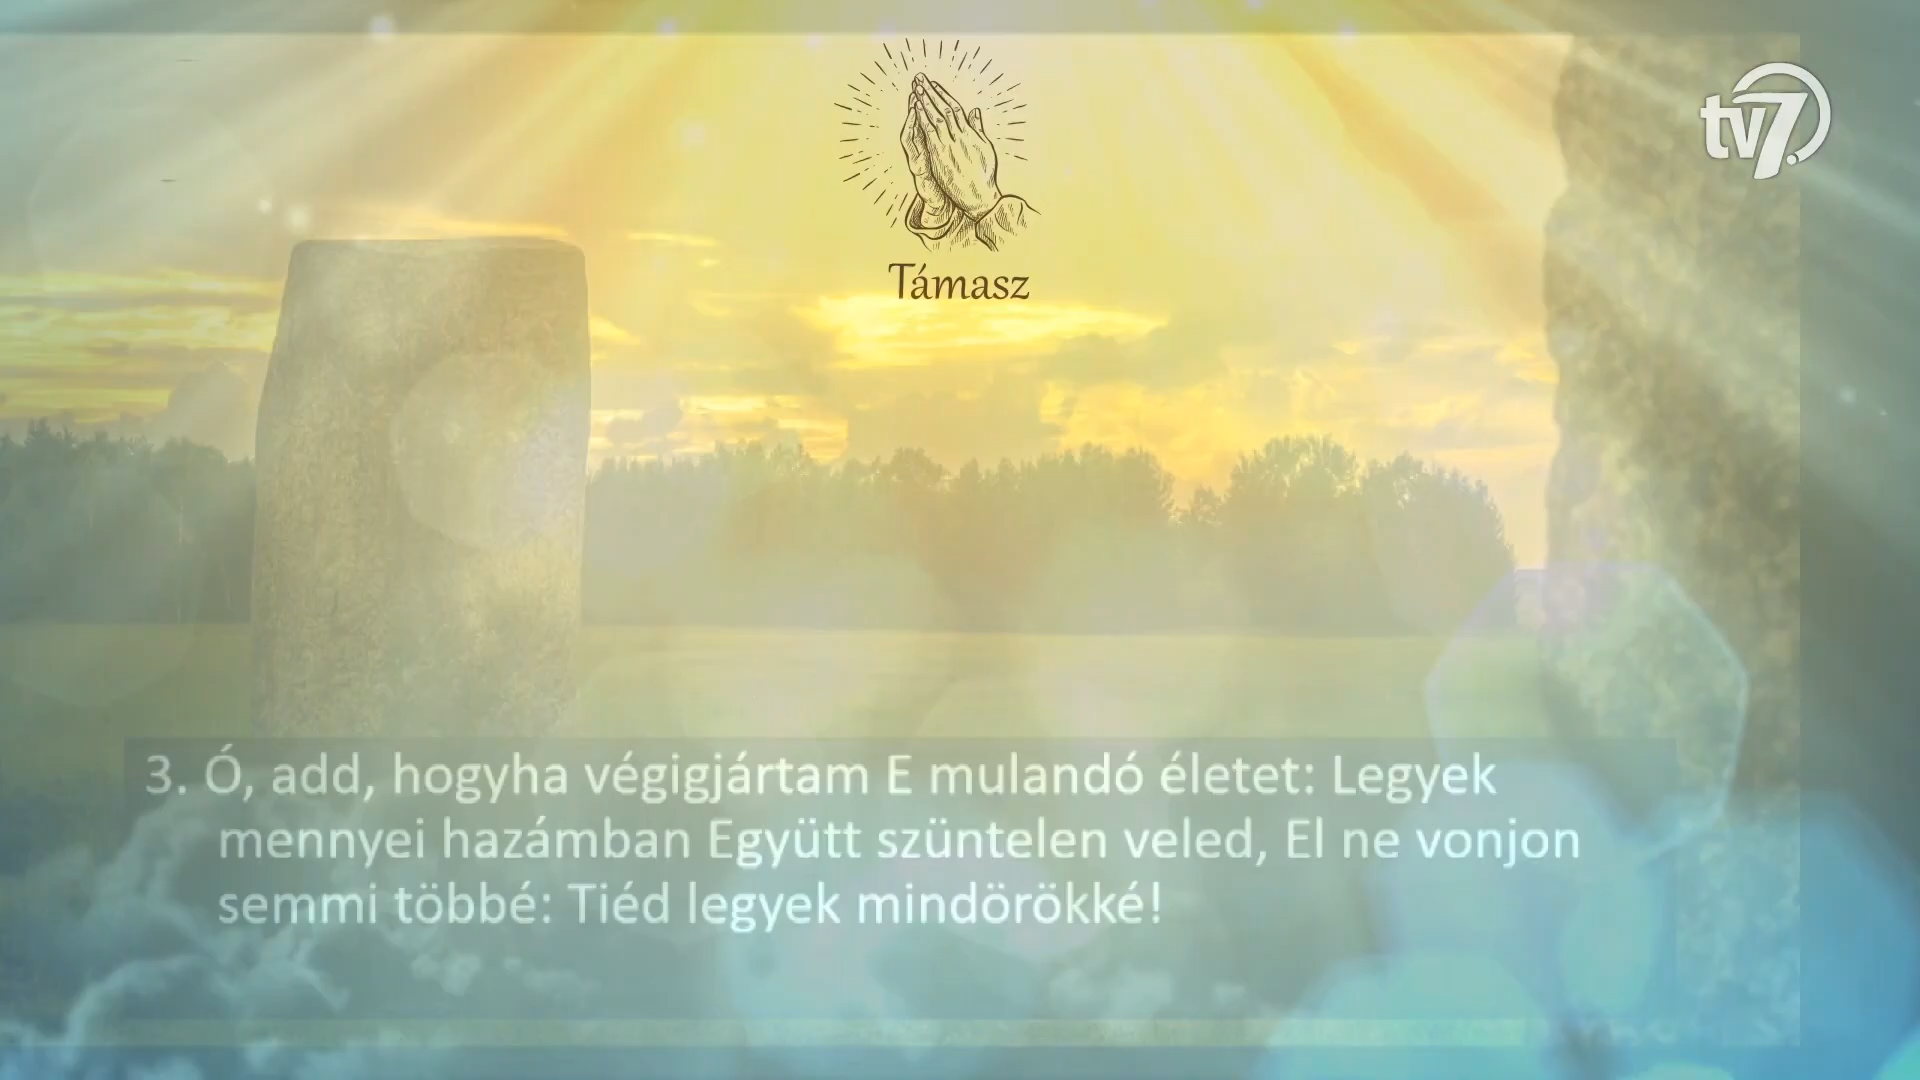 tv7
Támasz
3. Ó, add, hogyha végigjártam E mulandó életet: Legyek
mennyei hazámban Együtt szüntelen veled, El ne vonjon
semmi többé: Tiéd legyek mindörökké!